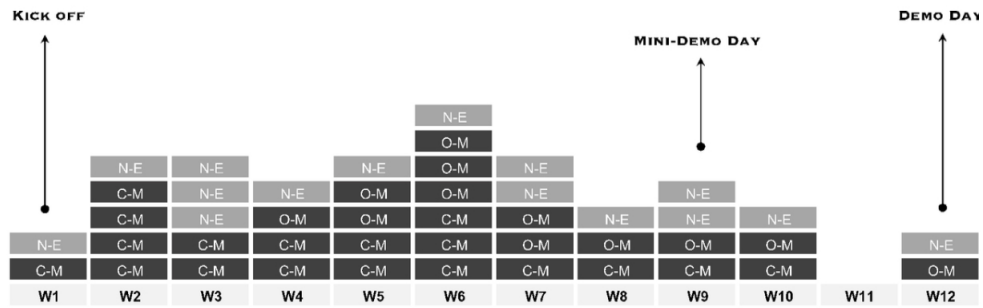 KICK OFF DEMO DAY
MINI-DEMO DAY
N-E
O-M
N-E N-E N-E O-M N-E
C-M N-E N-E O-M O-M N-E N-E
C-M N-E O-M O-M C-M O-M N-E N-E N-E
N-E C-M C-M C-M C-M C-M O-M O-M O-M O-M N-E
C-M C-M C-M C-M C-M C-M C-M C-M C-M C-M O-M
W1 W2 W3 W4 W5 W6 W7 W8 W9 W10 W11 W12